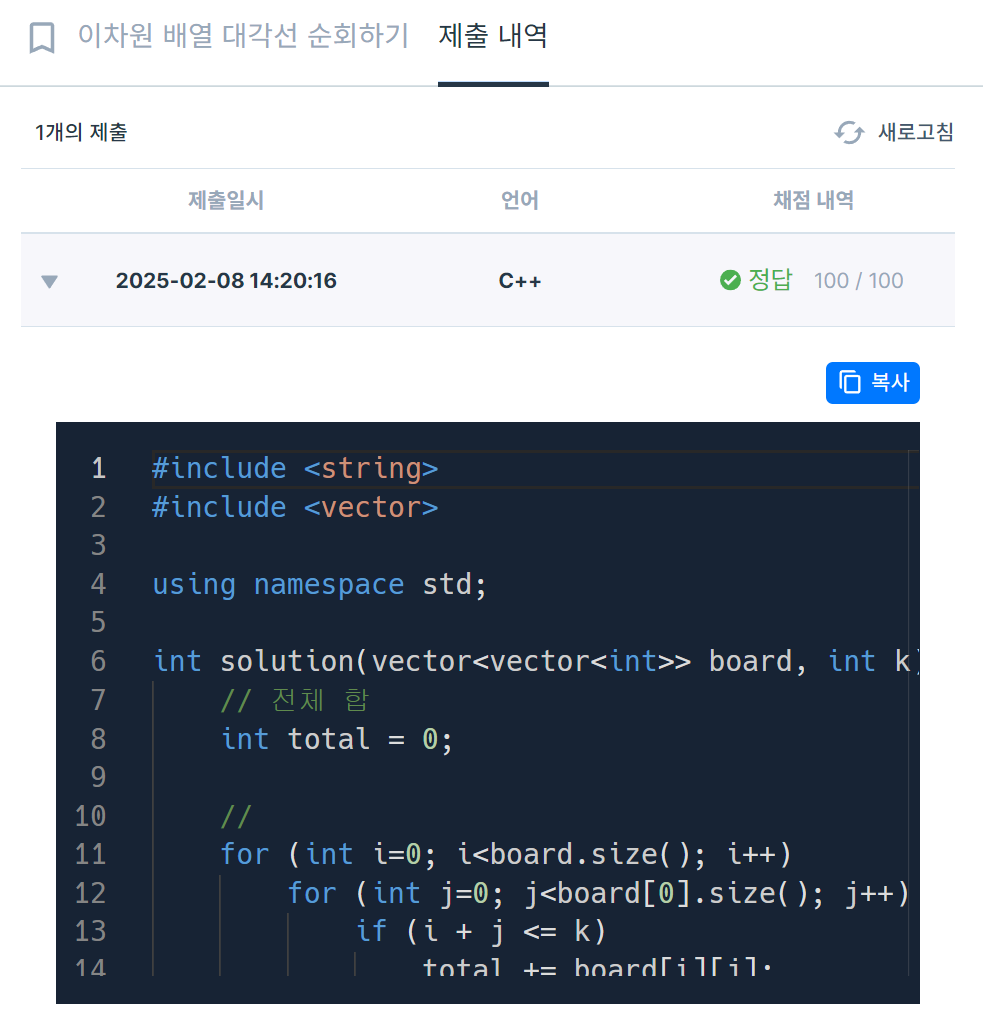 이차원 배열 대각선 순회하기 제출 내역
1개의 제출 새로고침
제출일시 언어 채점 내역
2025-02-08 14:20:16 C++ 정답 100 / 100
복사
1 #include <string>
2 #include <vector>
3
4 using namespace std;
5
6 int solution(vector<vector<int>> board, int k)
7     // 전체 합
8     int total = 0;
9
10     //
11     for (int i=0; i<board.size(); i++)
12         for (int j=0; j<board[0].size(); j++)
13             if (i + j <= k)
14                 total += board[i][j];